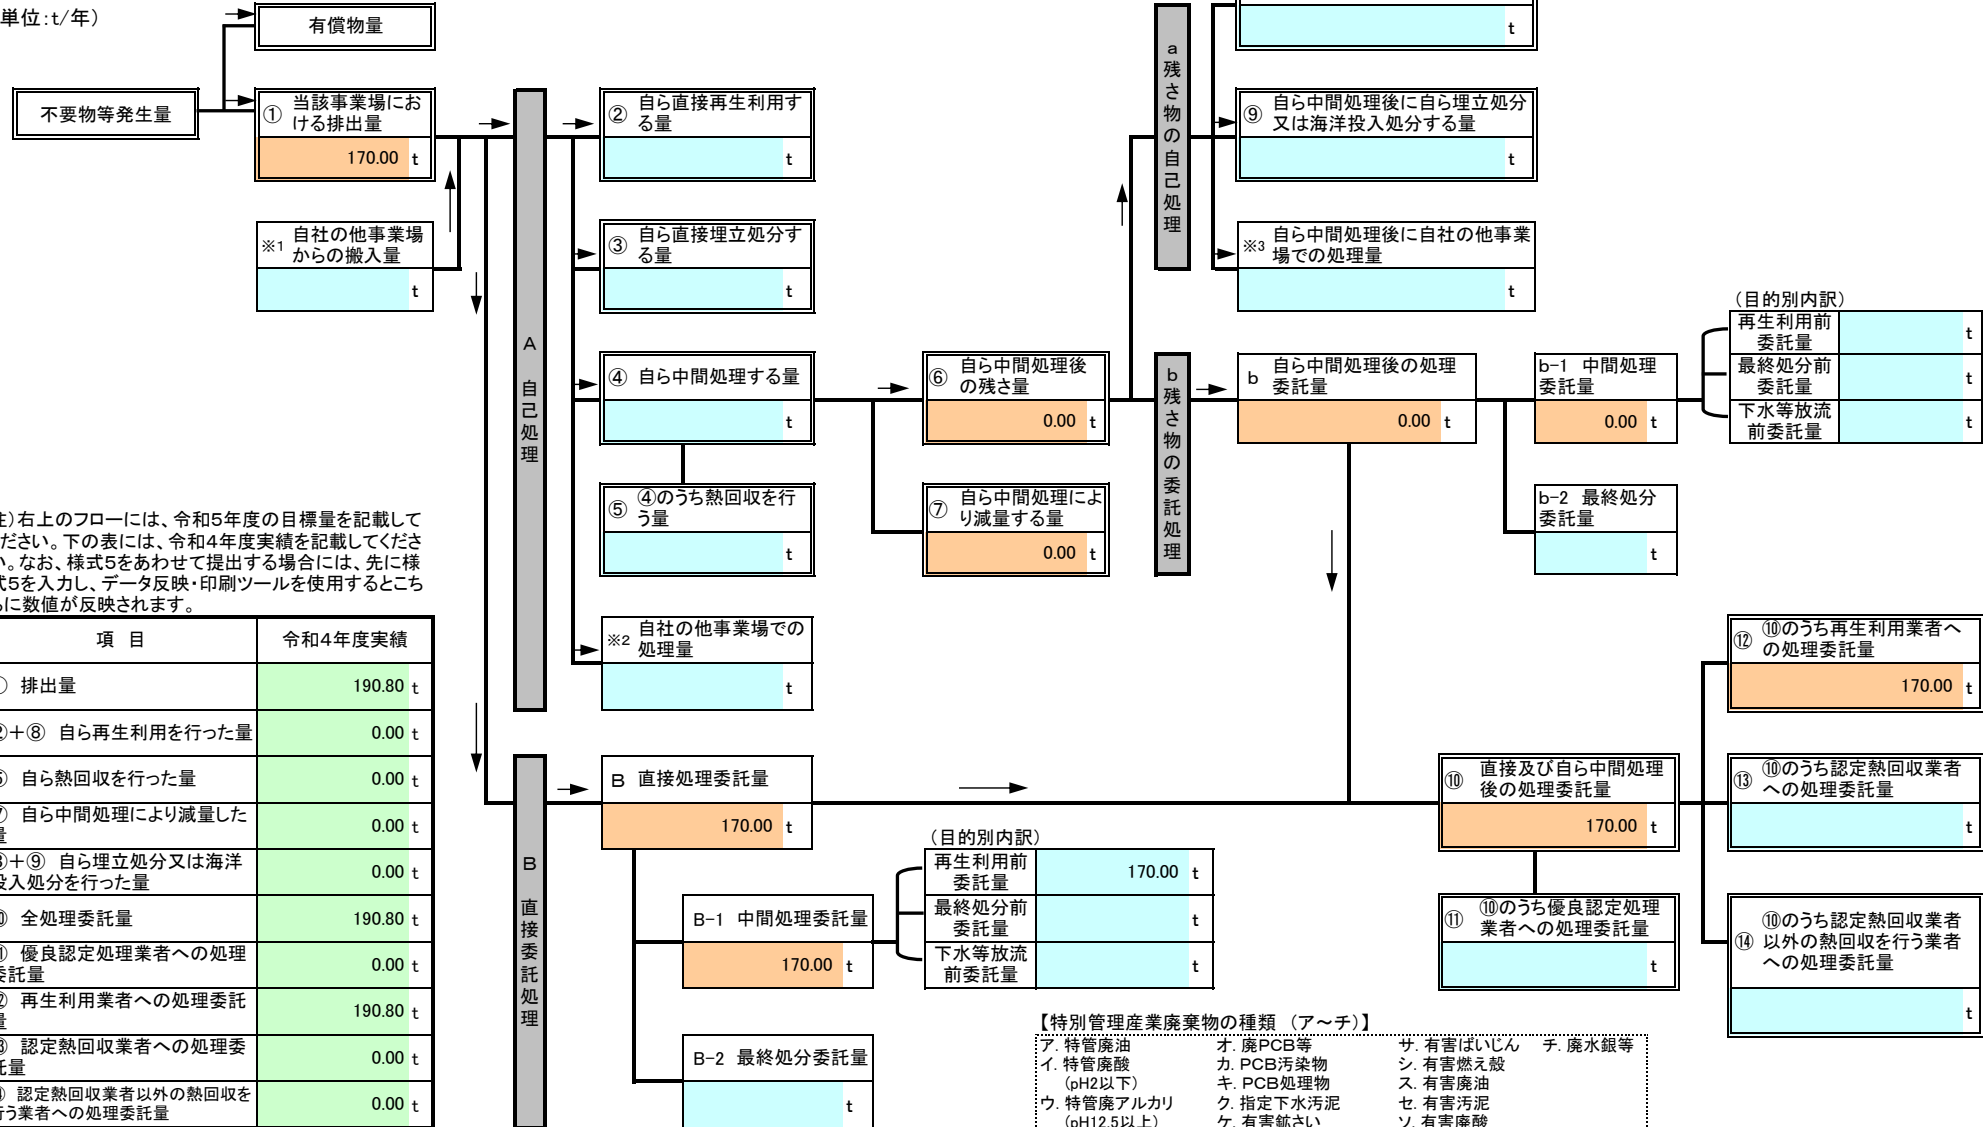 単位:t/年)
有償物量
不要物等発生量
① 当該事業場にお
ける排出量
170.00 t
※1 自社の他事業場
からの搬入量
t
A 自己処理
② 自ら直接再生利用す
る量
t
③ 自ら直接埋立処分す
る量
t
④ 自ら中間処理する量
t
⑤ ④のうち熱回収を行
う量
t
※2 自社の他事業場での
処理量
t
⑥ 自ら中間処理後
の残さ量
0.00 t
⑦ 自ら中間処理によ
り減量する量
0.00 t
a 残さ物の自己処理
t
⑨ 自ら中間処理後に自ら埋立処分
又は海洋投入処分する量
t
※3 自ら中間処理後に自社の他事業
場での処理量
t
b 残さ物の委託処理
b 自ら中間処理後の処理
委託量
0.00 t
b-1 中間処理
委託量
0.00 t
b-2 最終処分
委託量
t
(目的別内訳)
再生利用前
委託量
t
最終処分前
委託量
t
下水等放流
前委託量
t
右上のフローには、令和5年度の目標量を記載して
ださい。下の表には、令和4年度実績を記載してくださ
。なお、様式5をあわせて提出する場合には、先に様
5を入力し、データ反映・印刷ツールを使用するとこち
に数値が反映されます。
項 目 令和4年度実績
排出量 190.80 t
+⑧ 自ら再生利用を行った量 0.00 t
自ら熱回収を行った量 0.00 t
自ら中間処理により減量した
量 0.00 t
+⑨ 自ら埋立処分又は海洋
投入処分を行った量 0.00 t
全処理委託量 190.80 t
優良認定処理業者への処理
委託量 0.00 t
再生利用業者への処理委託
量 190.80 t
認定熱回収業者への処理委
託量 0.00 t
認定熱回収業者以外の熱回収を
行う業者への処理委託量 0.00 t
B 直接委託処理
B 直接処理委託量
170.00 t
B-1 中間処理委託量
170.00 t
B-2 最終処分委託量
t
(目的別内訳)
再生利用前
委託量
170.00 t
最終処分前
委託量
t
下水等放流
前委託量
t
⑩ 直接及び自ら中間処理
後の処理委託量
170.00 t
⑪ ⑩のうち優良認定処理
業者への処理委託量
t
⑫ ⑩のうち再生利用業者へ
の処理委託量
170.00 t
⑬ ⑩のうち認定熱回収業者
への処理委託量
t
⑭ ⑩のうち認定熱回収業者
以外の熱回収を行う業者
への処理委託量
t
【特別管理産業廃棄物の種類 (ア～チ)】
ア. 特管廃油 オ. 廃PCB等 サ. 有害ばいじん チ. 廃水銀等
イ. 特管廃酸 カ. PCB汚染物 シ. 有害燃え殻
(pH2以下) キ. PCB処理物 ス. 有害廃油
ウ. 特管廃アルカリ ク. 指定下水汚泥 セ. 有害汚泥
(pH12.5以上) ケ. 有害鉱さい ソ. 有害廃酸